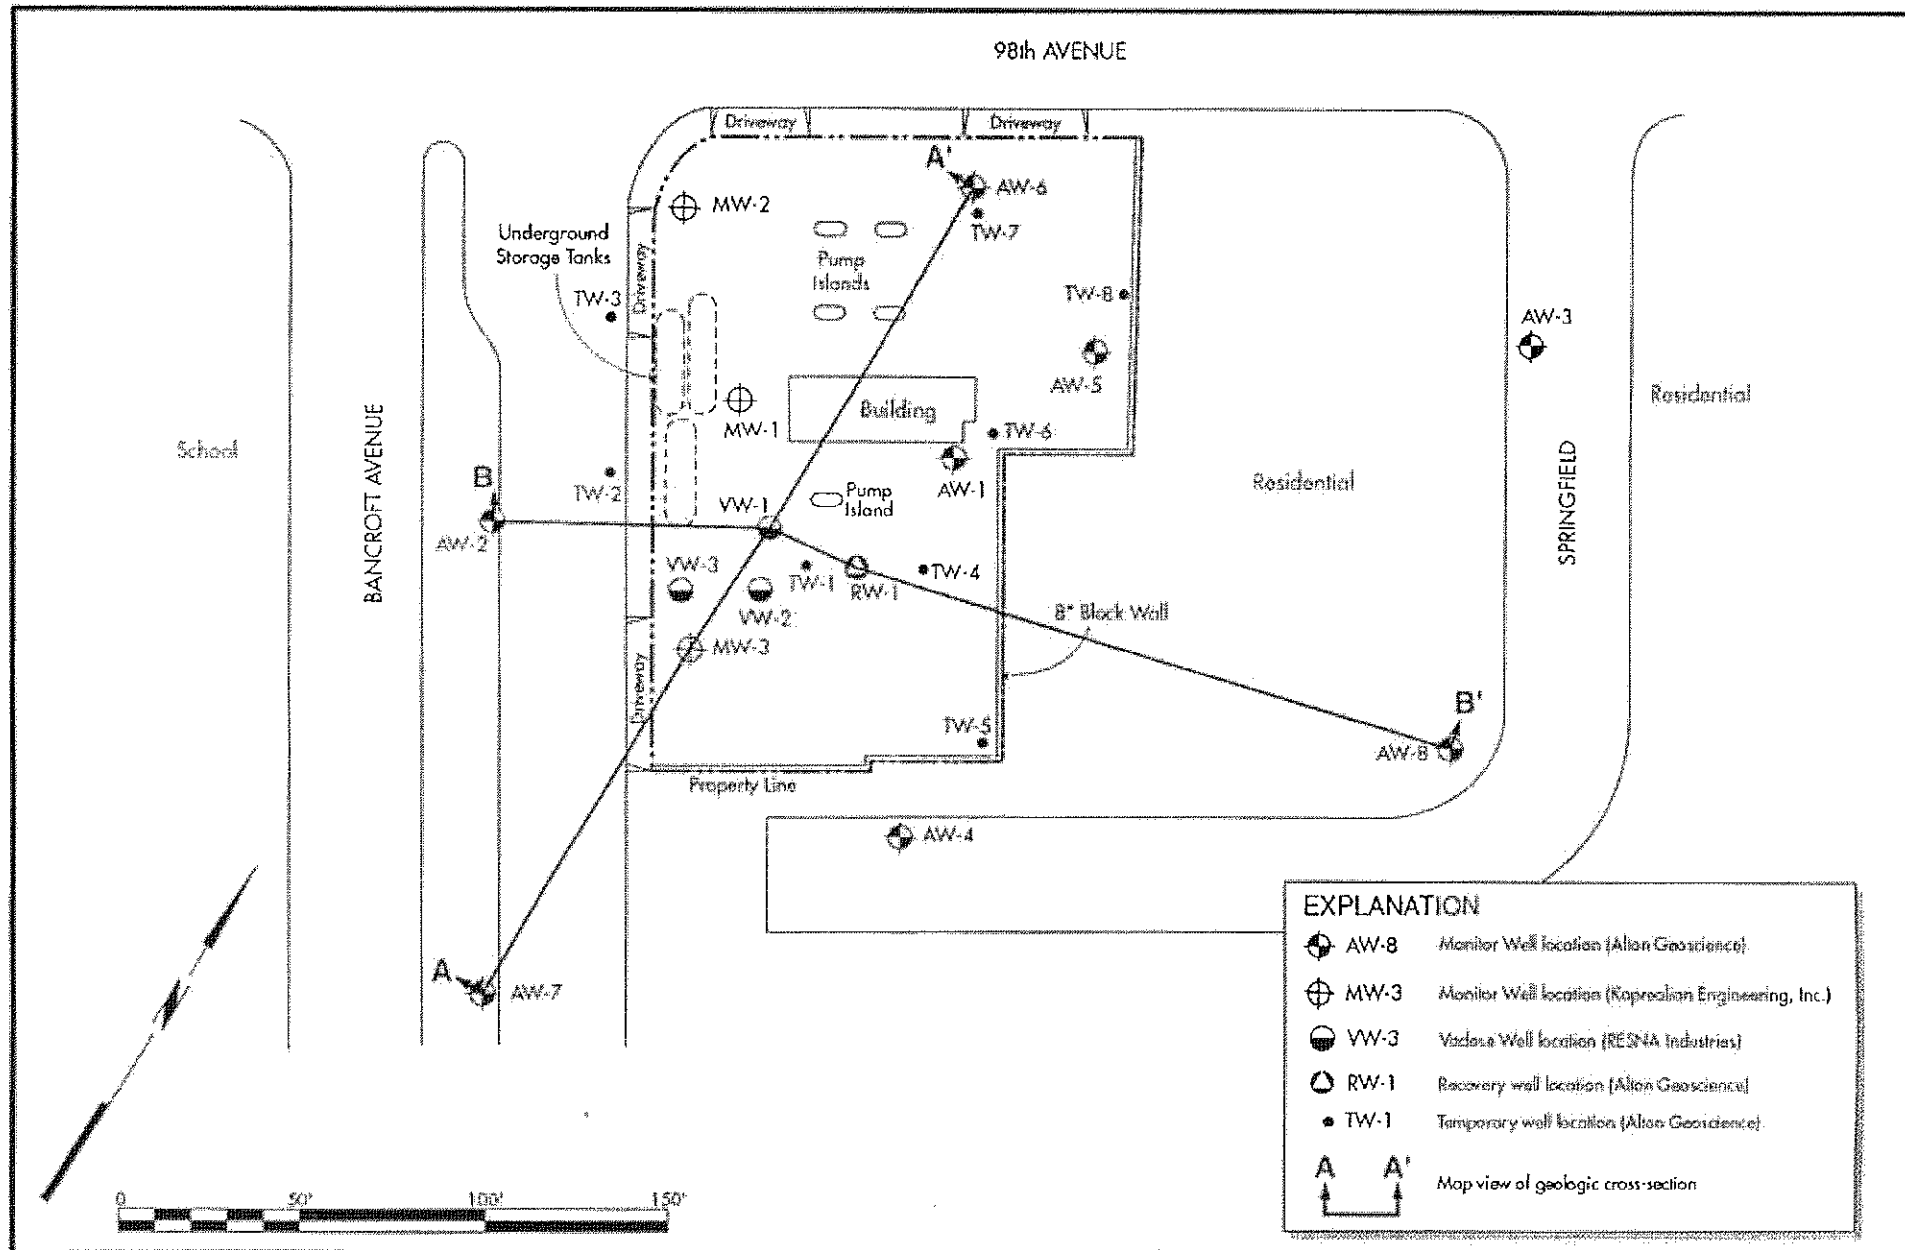 98th AVENUE
Driveway
Driveway
A'
AW-6
MW-2
TW-7
Underground
Storage Tanks
Driveway
Pump
Islands
TW-3
TW-8
AW-3
AW-5
Building
Residential
MW-1
TW-6
School
BANCROFT AVENUE
B
TW-2
AW-1
Residential
SPRINGFIELD
Pump
Island
VW-1
AW-2
VW-3
TW-1
RW-1
TW-4
VW-2
8" Block Wall
MW-3
Driveway
TW-5
B'
AW-8
Property Line
AW-4
A
AW-7
EXPLANATION
AW-8 Monitor Well location (Alton Geoscience)
MW-3 Monitor Well location (Kaprealian Engineering, Inc.)
VW-3 Vadose Well location (RESNA Industries)
RW-1 Recovery well location (Alton Geoscience)
TW-1 Temporary well location (Alton Geoscience)
A A' Map view of geologic cross-section
0 50' 100' 150'